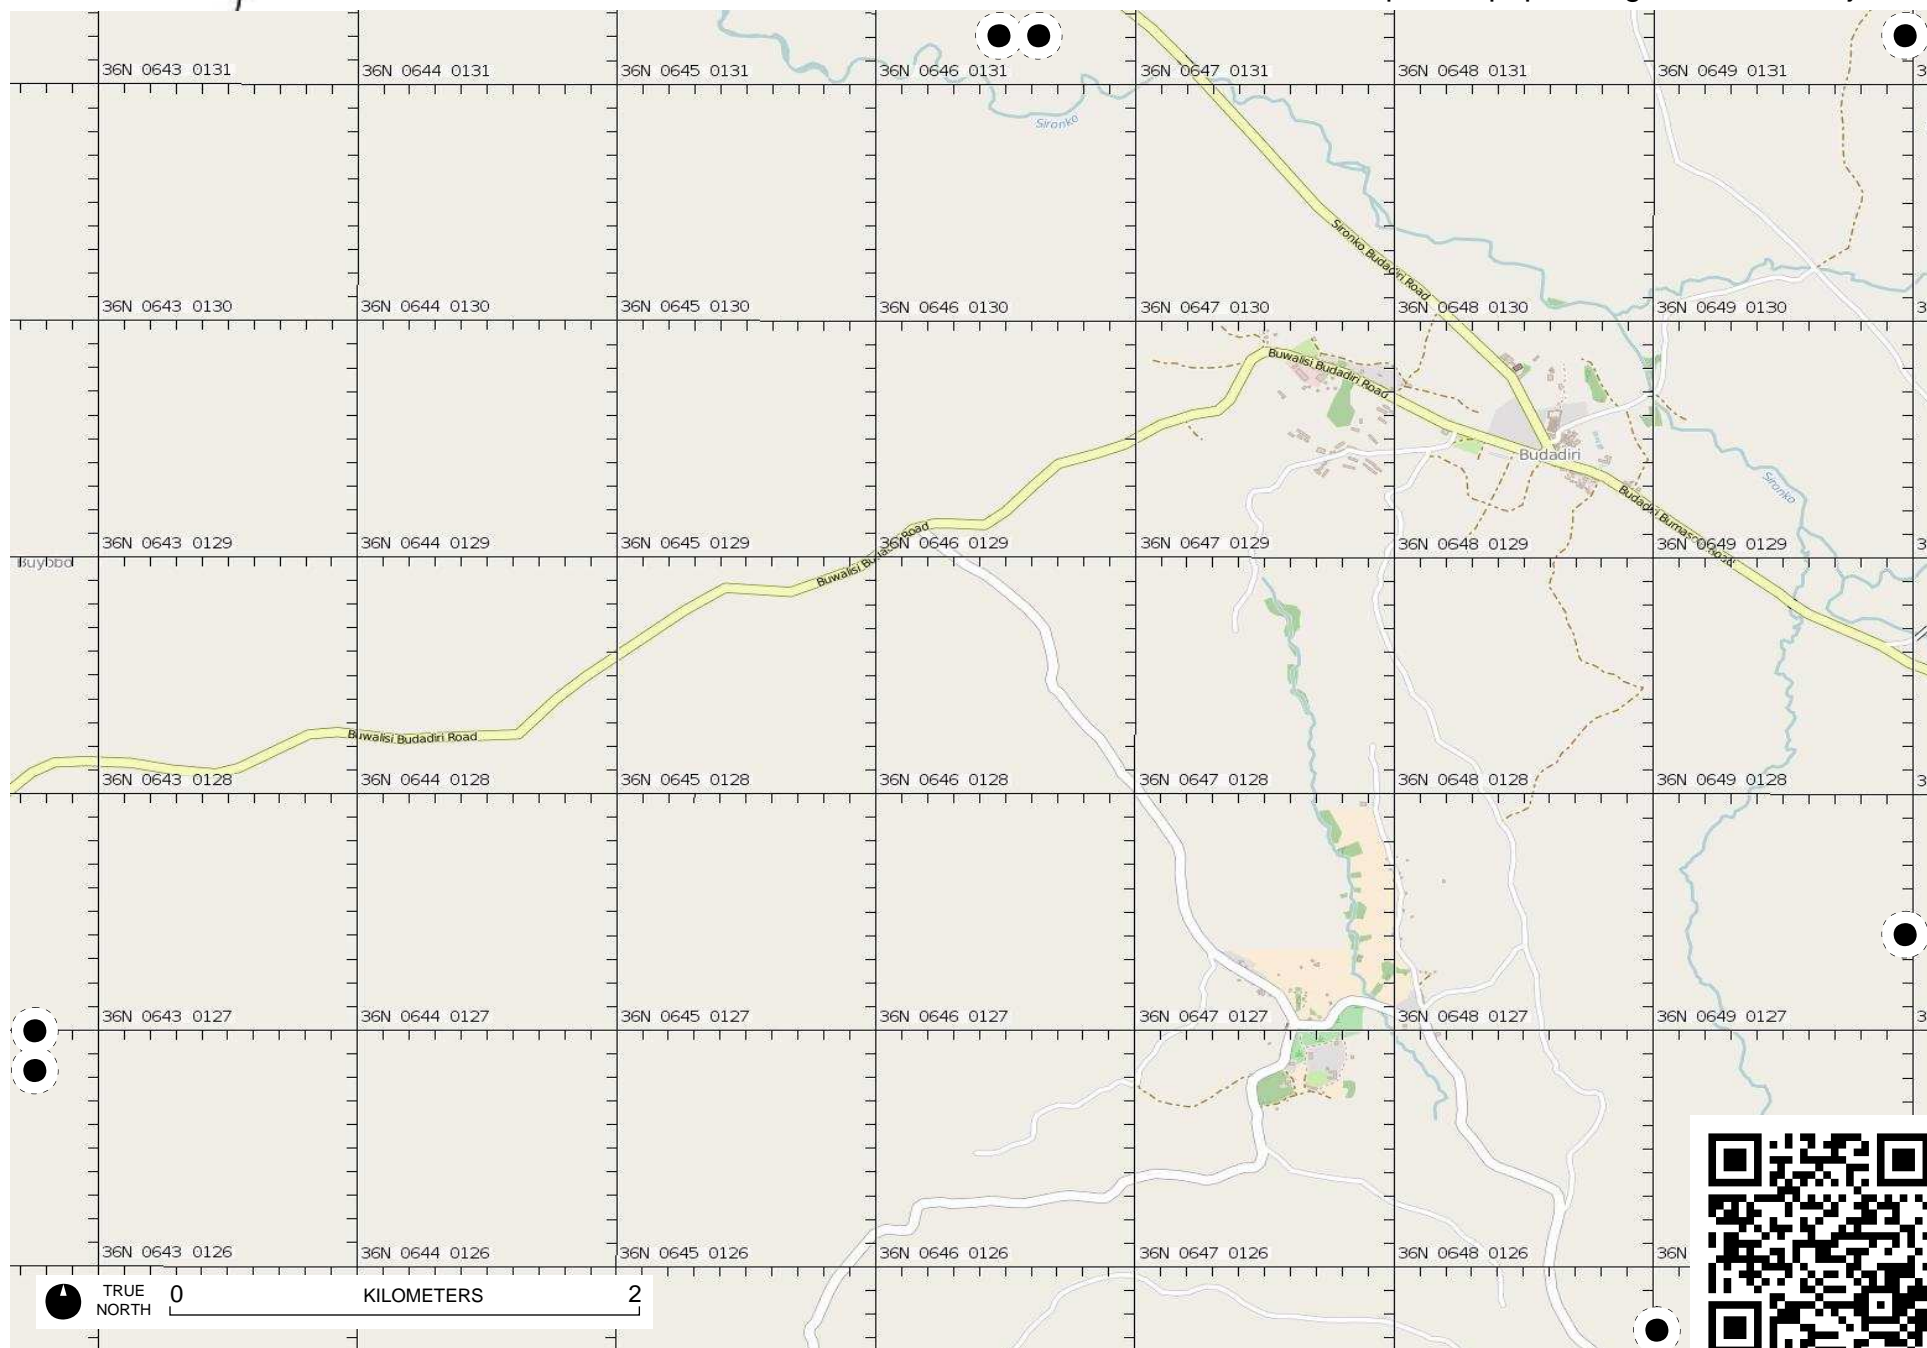 36N 0643 0131
36N 0644 0131
36N 0645 0131
36N 0646 0131
36N 0647 0131
36N 0648 0131
36N 0649 0131
Sironko
Sironko Budadiri Road
36N 0643 0130
36N 0644 0130
36N 0645 0130
36N 0646 0130
36N 0647 0130
36N 0648 0130
36N 0649 0130
Buwalisi Budadiri Road
Budadiri
Sironko
36N 0643 0129
36N 0644 0129
36N 0645 0129
36N 0646 0129
36N 0647 0129
36N 0648 0129
36N 0649 0129
Buyobo
Buwalisi Budadiri Road
Buwalisi Budadiri Road
36N 0643 0128
36N 0644 0128
36N 0645 0128
36N 0646 0128
36N 0647 0128
36N 0648 0128
36N 0649 0128
36N 0643 0127
36N 0644 0127
36N 0645 0127
36N 0646 0127
36N 0647 0127
36N 0648 0127
36N 0649 0127
36N 0643 0126
36N 0644 0126
36N 0645 0126
36N 0646 0126
36N 0647 0126
36N 0648 0126
36N
TRUE NORTH
0 KILOMETERS 2